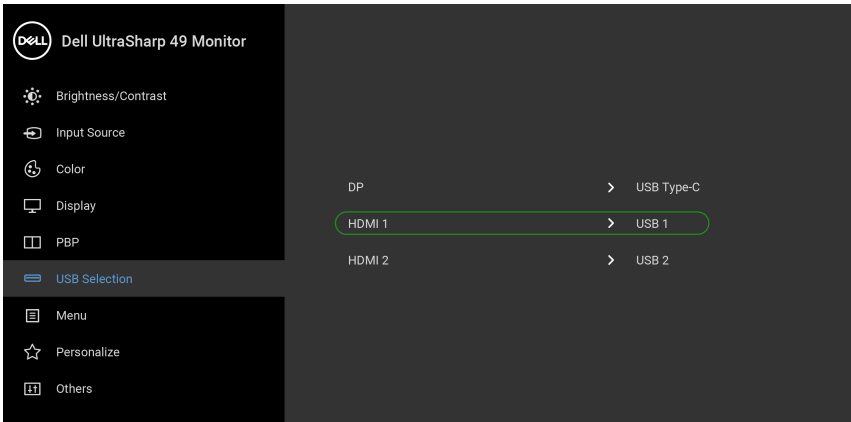 DELL Dell UltraSharp 49 Monitor
Brightness/Contrast
Input Source
Color
Display
PBP
USB Selection
Menu
Personalize
Others
DP USB Type-C
HDMI 1 USB 1
HDMI 2 USB 2